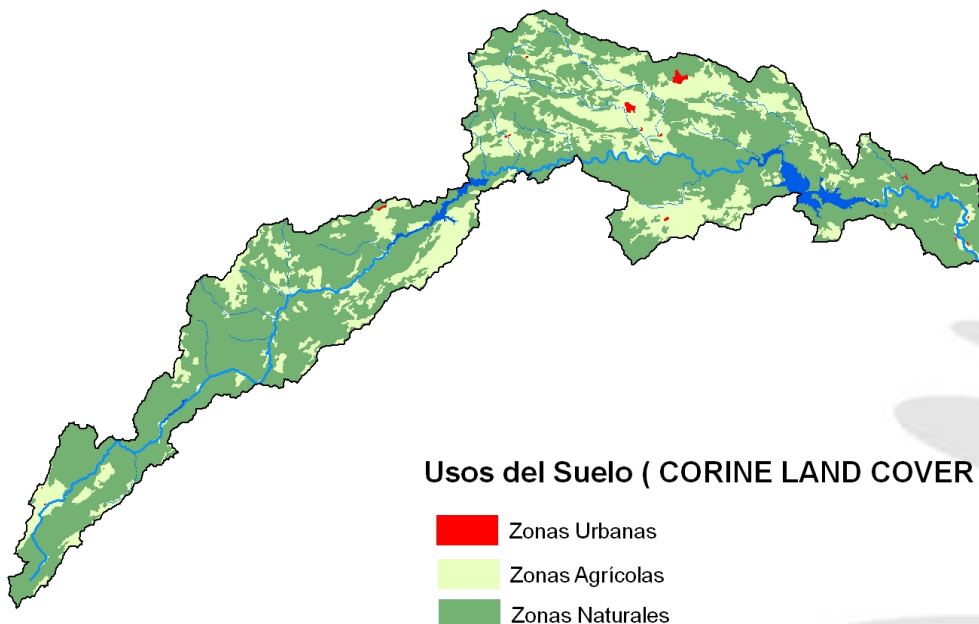 Usos del Suelo ( CORINE LAND COVER
Zonas Urbanas
Zonas Agrícolas
Zonas Naturales